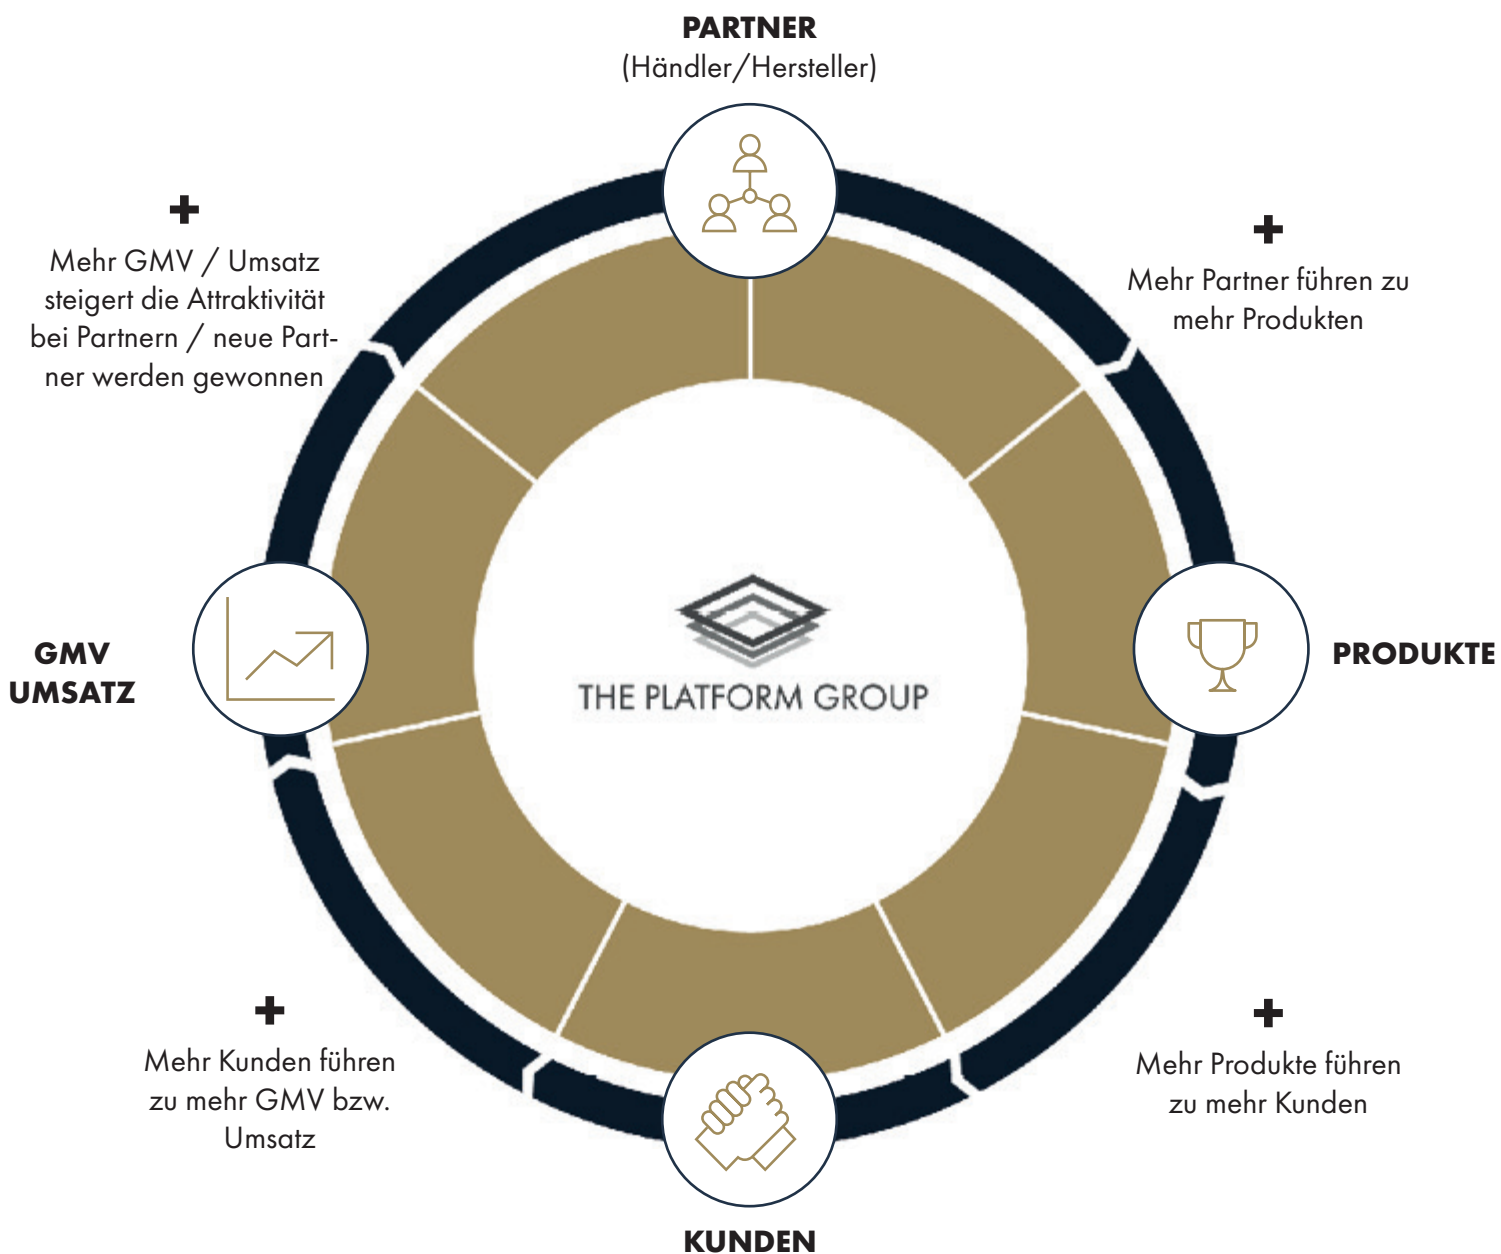 PARTNER
(Händler/Hersteller)
+
Mehr GMV / Umsatz
steigert die Attraktivität
bei Partnern / neue Part-
ner werden gewonnen
+
Mehr Partner führen zu
mehr Produkten
GMV
UMSATZ
THE PLATFORM GROUP
PRODUKTE
+
Mehr Kunden führen
zu mehr GMV bzw.
Umsatz
+
Mehr Produkte führen
zu mehr Kunden
KUNDEN